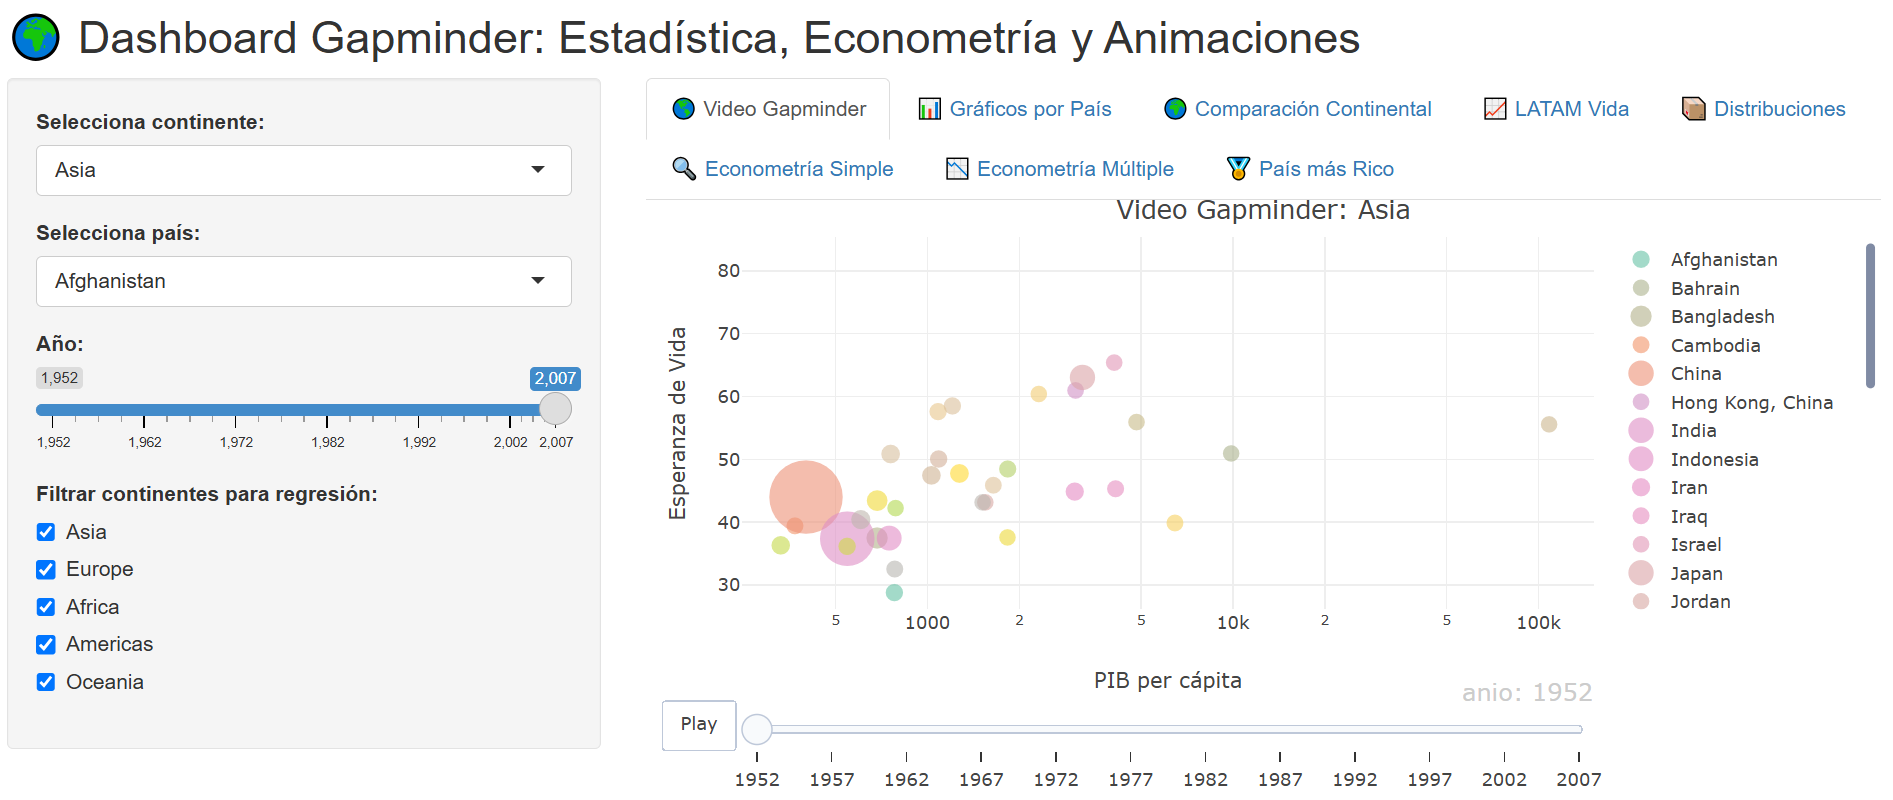 Dashboard Gapminder: Estadística, Econometría y Animaciones
Selecciona continente:
Asia
Selecciona país:
Afghanistan
Año:
1,952
2,007
1,952 1,962 1,972 1,982 1,992 2,002 2,007
Filtrar continentes para regresión:
Asia
Europe
Africa
Americas
Oceania
Video Gapminder Gráficos por País Comparación Continental LATAM Vida Distribuciones
Econometría Simple Econometría Múltiple País más Rico
Video Gapminder: Asia
Esperanza de Vida
80
70
60
50
40
30
5 1000 2 5 10k 2 5 100k
PIB per cápita
Afghanistan
Bahrain
Bangladesh
Cambodia
China
Hong Kong, China
India
Indonesia
Iran
Iraq
Israel
Japan
Jordan
anio: 1952
Play
1952 1957 1962 1967 1972 1977 1982 1987 1992 1997 2002 2007